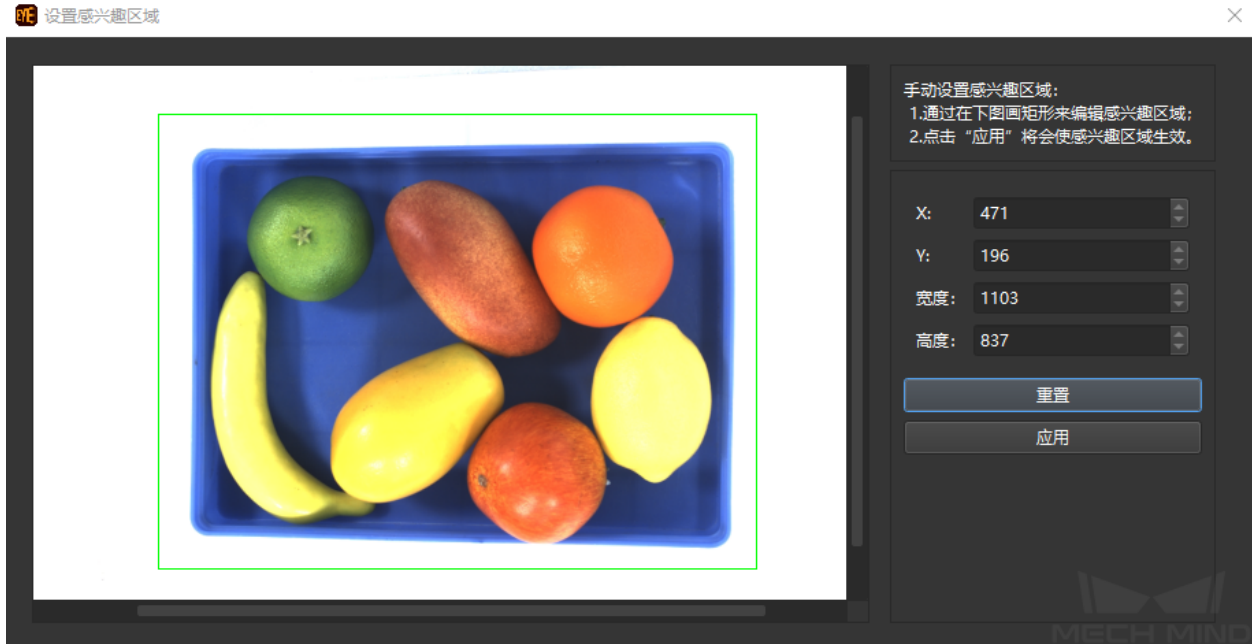 EYE 设置感兴趣区域
手动设置感兴趣区域：
1.通过在下图画矩形来编辑感兴趣区域；
2.点击“应用”将会使感兴趣区域生效。
X: 471
Y: 196
宽度： 1103
高度： 837
重置
应用
MECH MIND